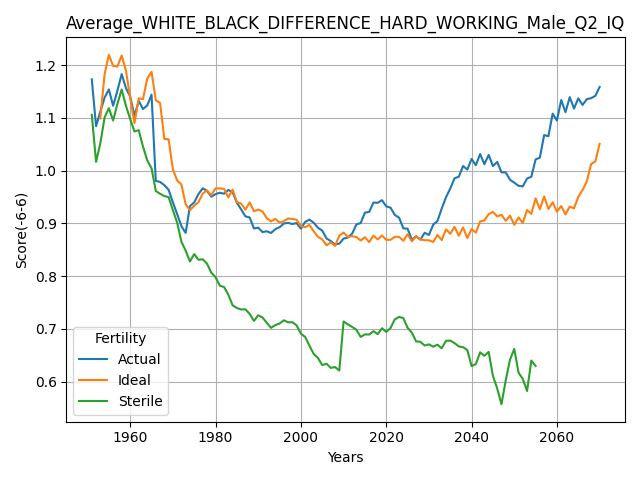 Average_WHITE_BLACK_DIFFERENCE_HARD_WORKING_Male_Q2_IQ
Score(-6-6)
1.2
1.1
1.0
0.9
0.8
0.7
0.6
Fertility
Actual
Ideal
Sterile
1960 1980 2000 2020 2040 2060
Years